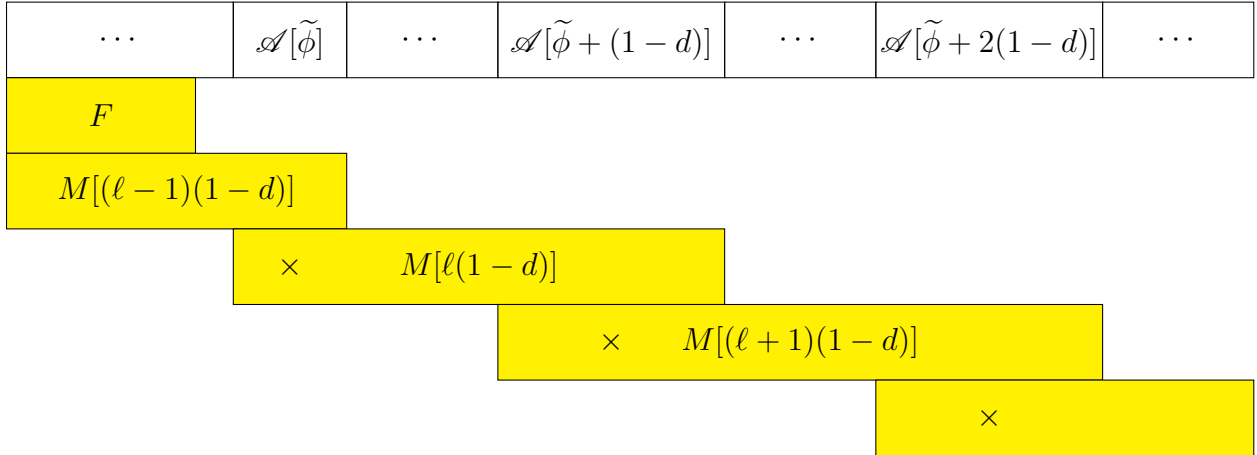 ⋯ 𝒜[φ̃] ⋯ 𝒜[φ̃ + (1 − d)] ⋯ 𝒜[φ̃ + 2(1 − d)] ⋯
F
M[(ℓ − 1)(1 − d)]
× M[ℓ(1 − d)]
× M[(ℓ + 1)(1 − d)]
×